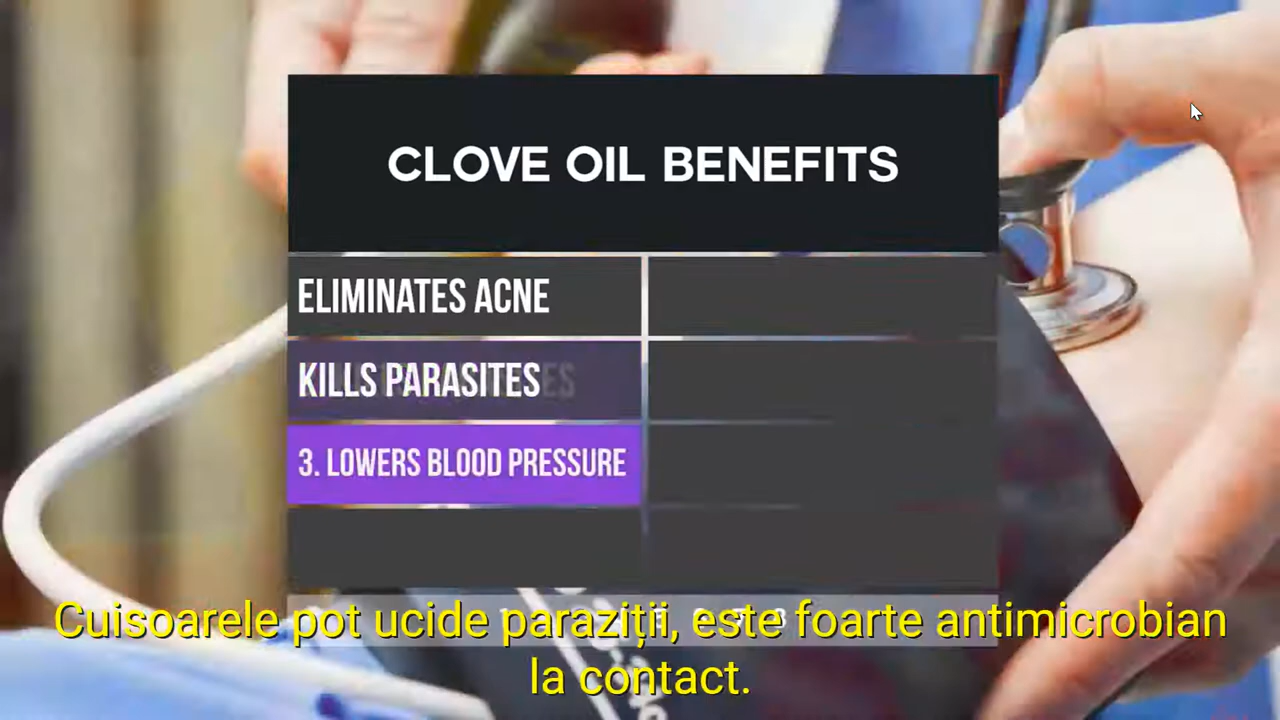 CLOVE OIL BENEFITS
ELIMINATES ACNE
KILLS PARASITES
3. LOWERS BLOOD PRESSURE
Cuisoarele pot ucide paraziții, este foarte antimicrobian
la contact.